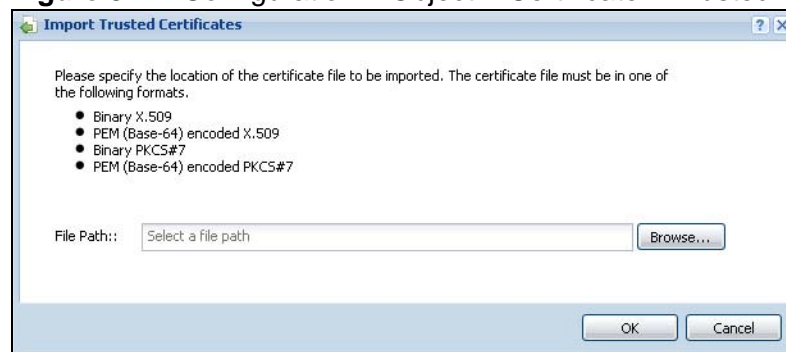 Import Trusted Certificates
Please specify the location of the certificate file to be imported. The certificate file must be in one of
the following formats.
● Binary X.509
● PEM (Base-64) encoded X.509
● Binary PKCS#7
● PEM (Base-64) encoded PKCS#7
File Path:: Select a file path Browse...
OK Cancel